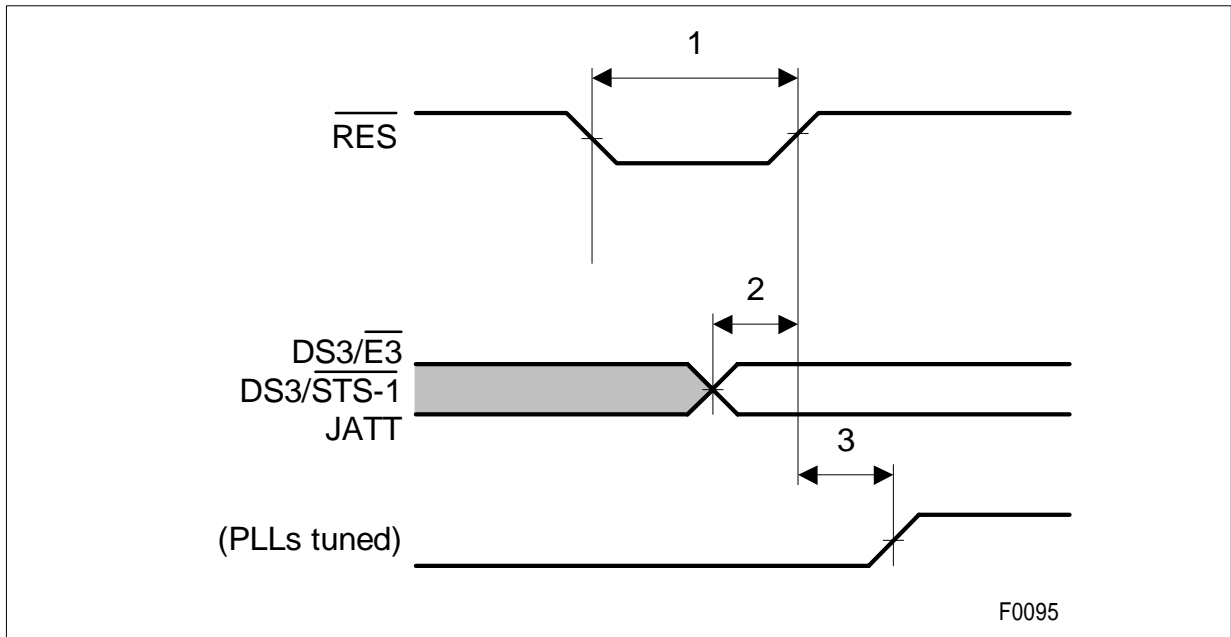 1
RES
2
DS3/E3
DS3/STS-1
JATT
3
(PLLs tuned)
F0095